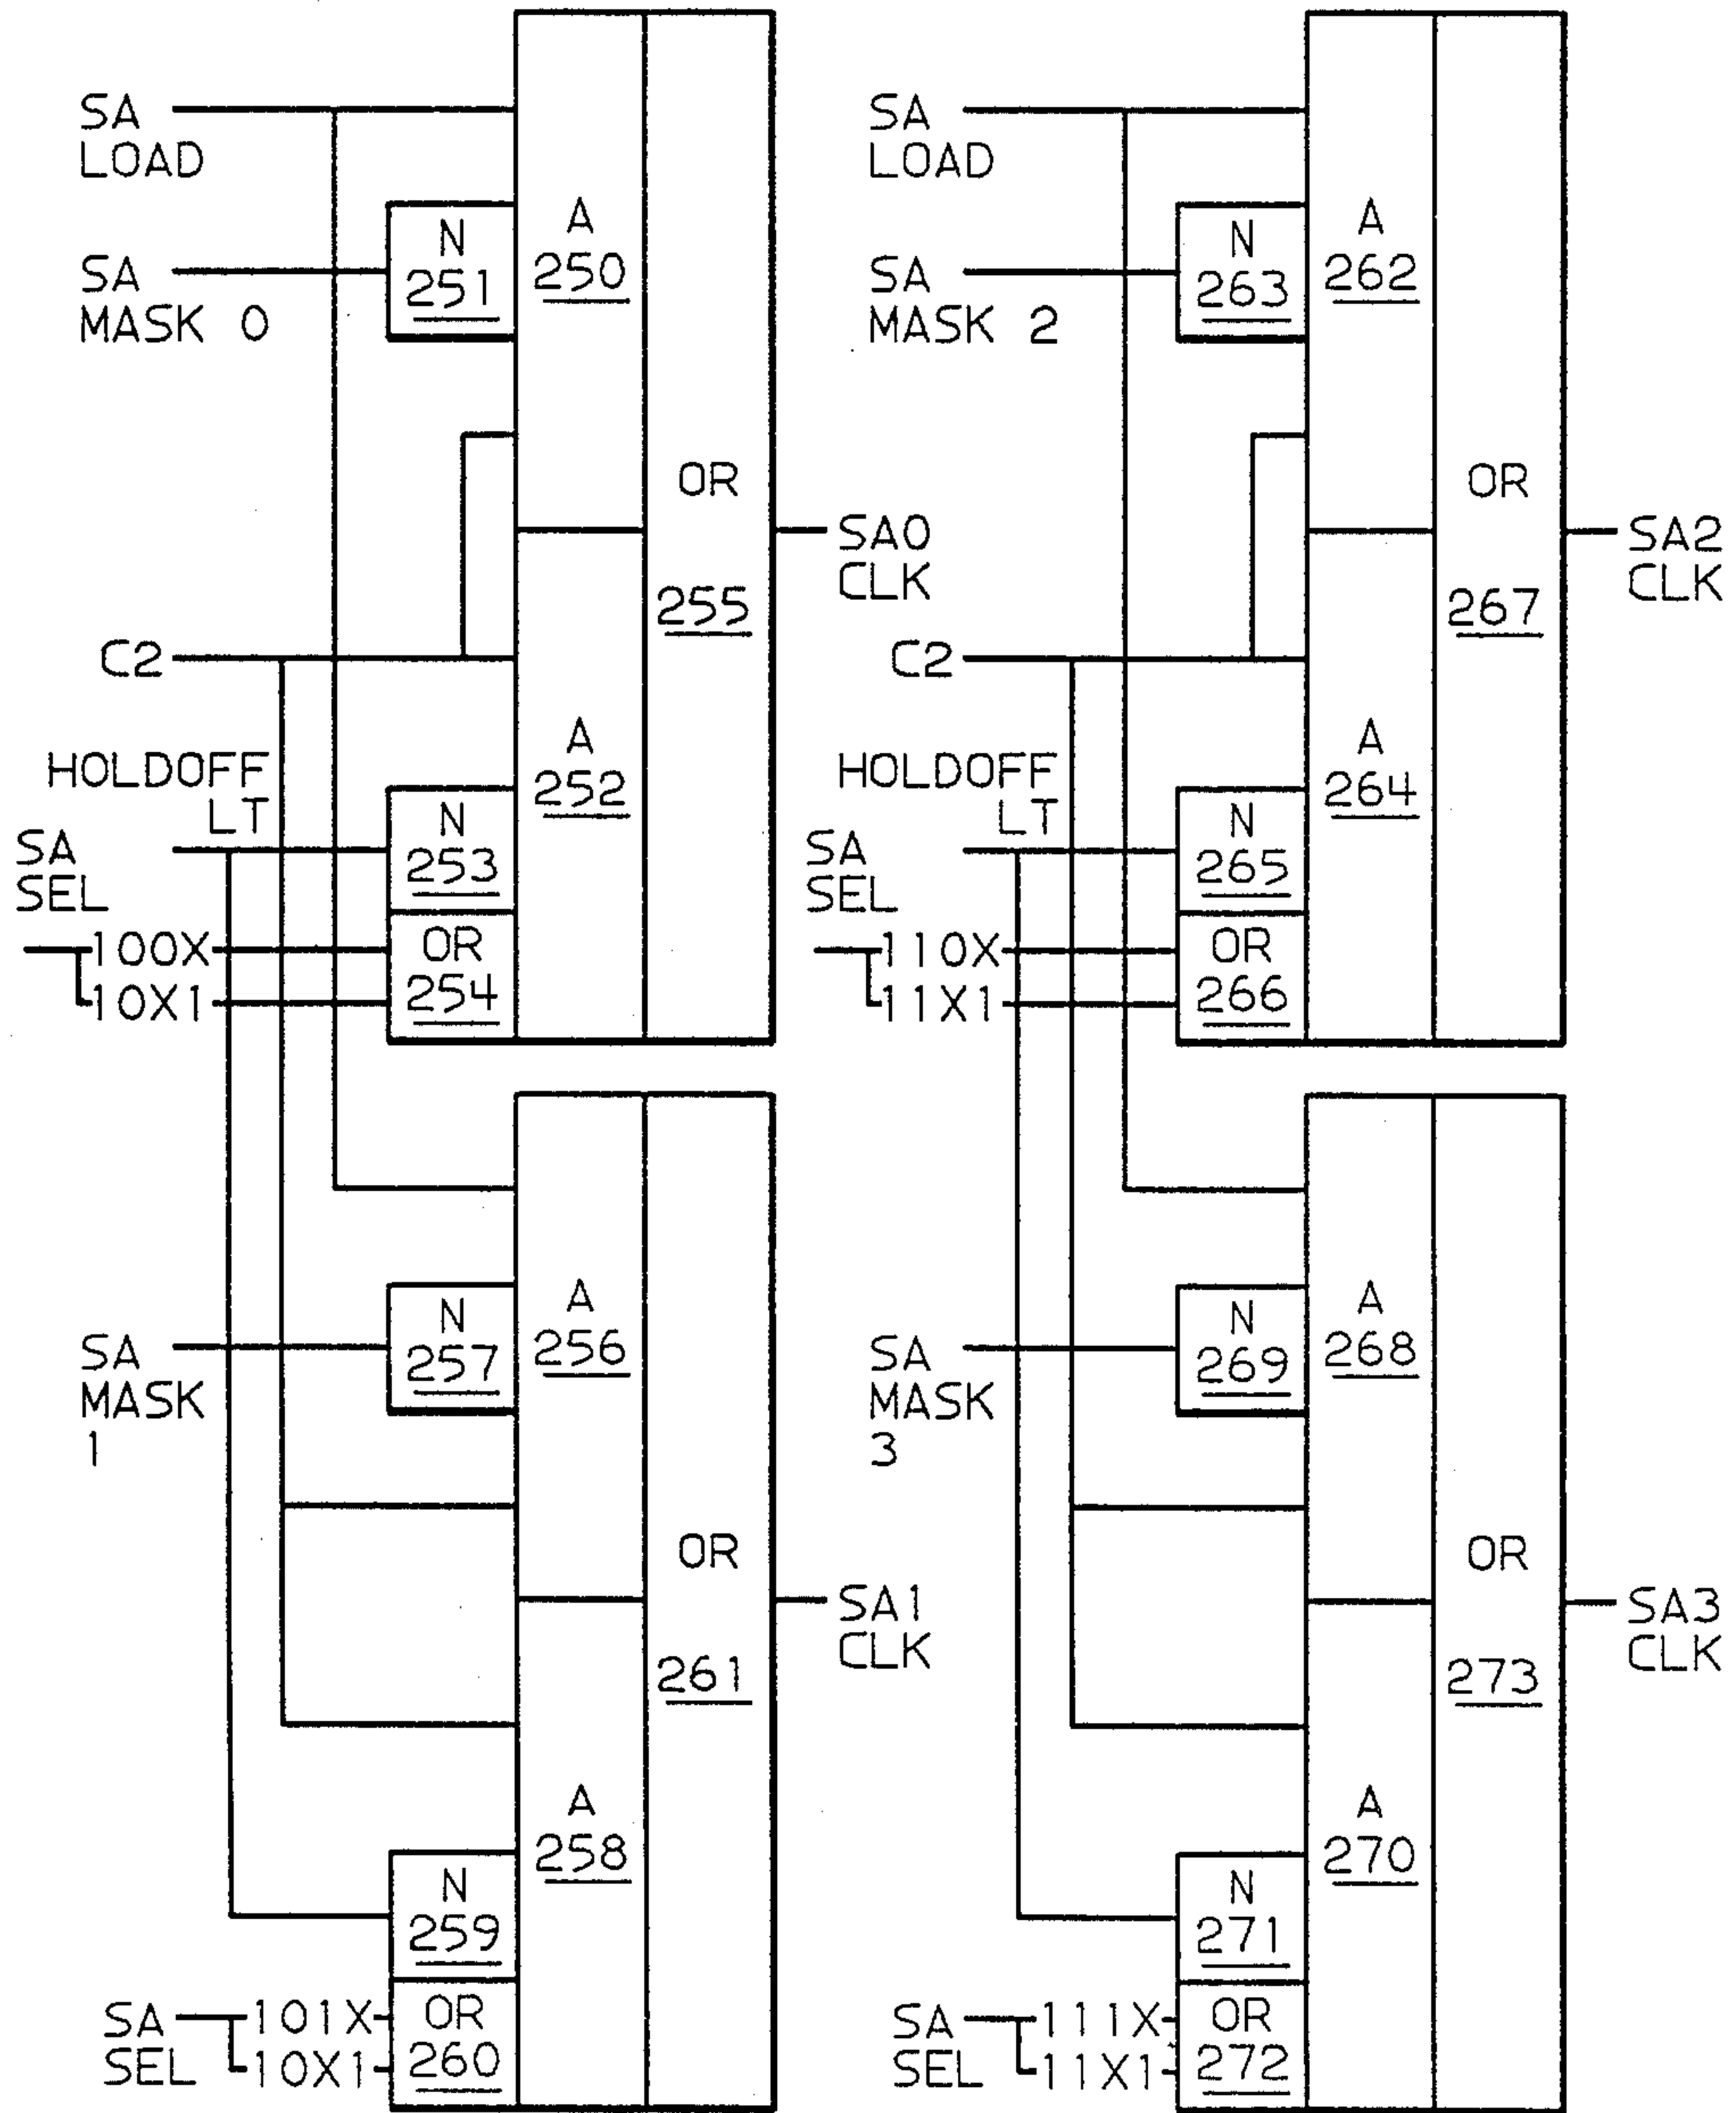 SA
LOAD
N
251
SA
MASK 0
A
250
OR
255
SA0
CLK
C2
HOLDOFF
LT
SA
SEL
N
253
A
252
100X
10X1
OR
254
SA
MASK
1
N
257
A
256
OR
261
SA1
CLK
A
258
N
259
SA
SEL
101X
10X1
OR
260
SA
LOAD
N
263
SA
MASK 2
A
262
OR
267
SA2
CLK
C2
HOLDOFF
LT
SA
SEL
N
265
A
264
110X
11X1
OR
266
SA
MASK
3
N
269
A
268
OR
273
SA3
CLK
A
270
N
271
SA
SEL
111X
11X1
OR
272